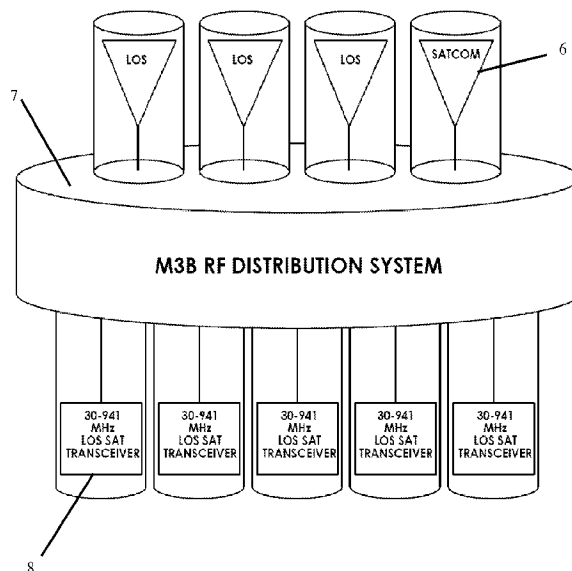 LOS
LOS
LOS
SATCOM
6
7
M3B RF DISTRIBUTION SYSTEM
30-941
MHz
LOS SAT
TRANSCEIVER
30-941
MHz
LOS SAT
TRANSCEIVER
30-941
MHz
LOS SAT
TRANSCEIVER
30-941
MHz
LOS SAT
TRANSCEIVER
30-941
MHz
LOS SAT
TRANSCEIVER
8